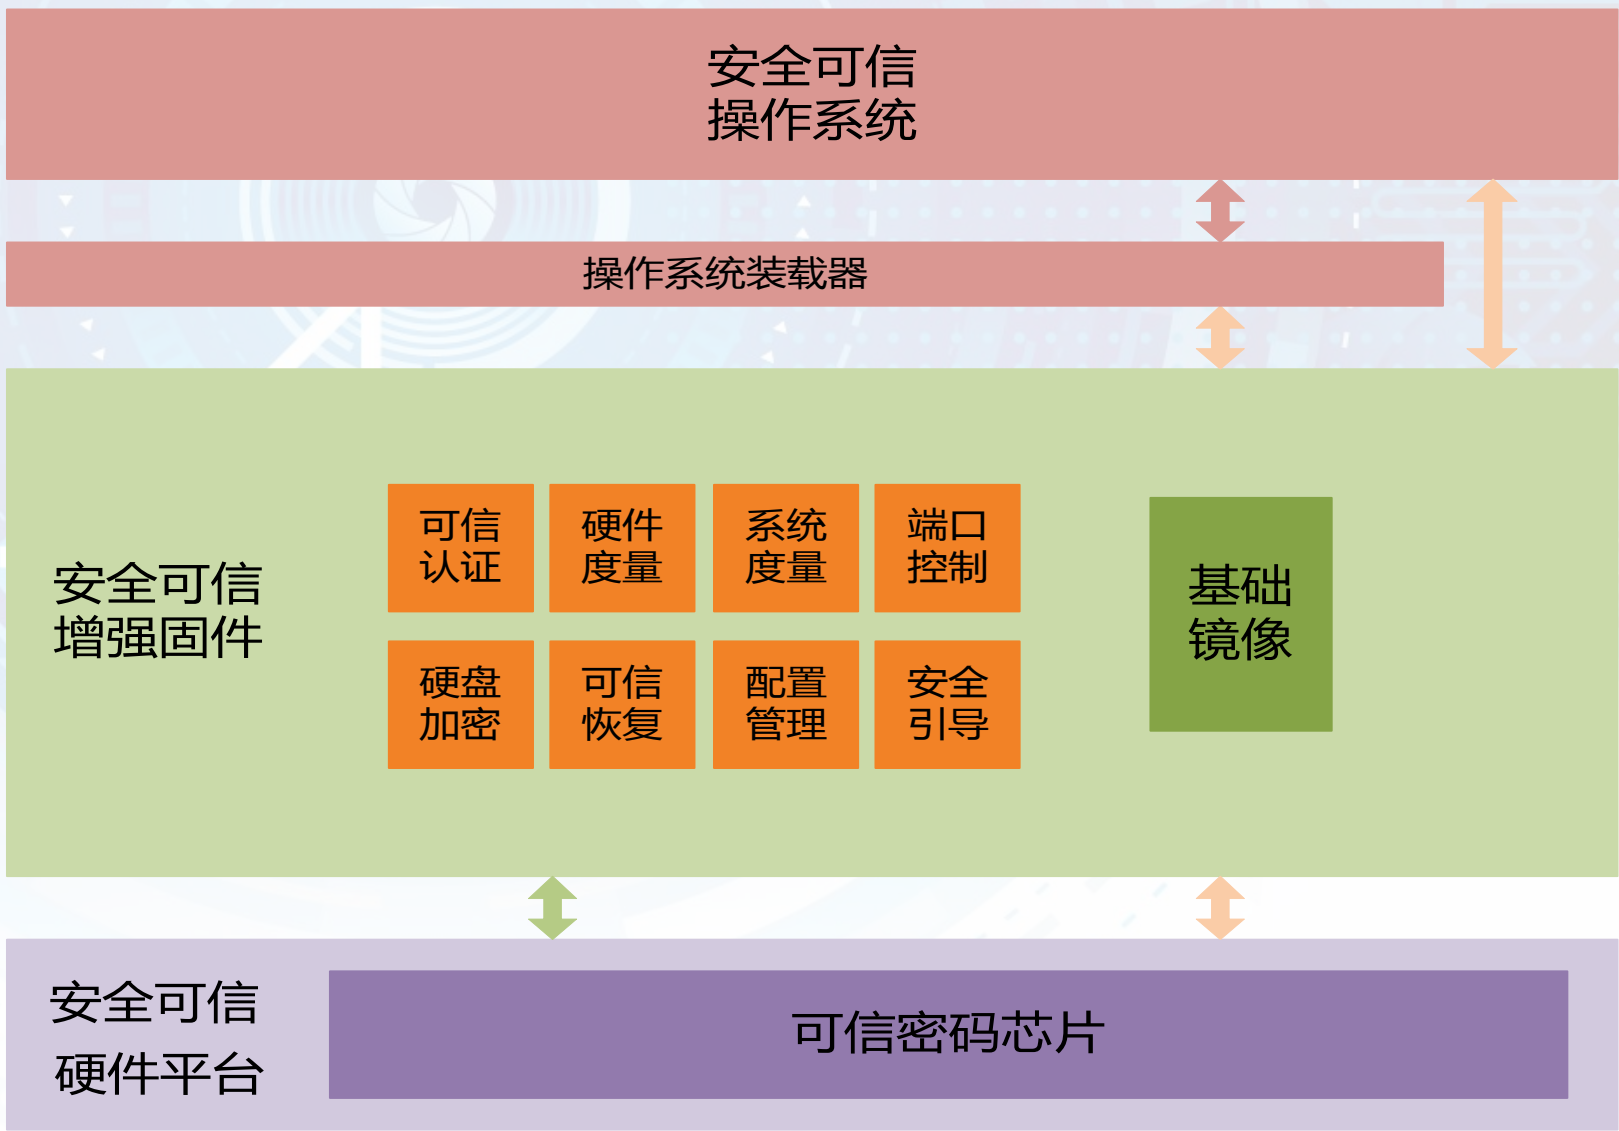 安全可信
操作系统
操作系统装载器
安全可信
增强固件
可信
认证
硬件
度量
系统
度量
端口
控制
硬盘
加密
可信
恢复
配置
管理
安全
引导
基础
镜像
安全可信
硬件平台
可信密码芯片